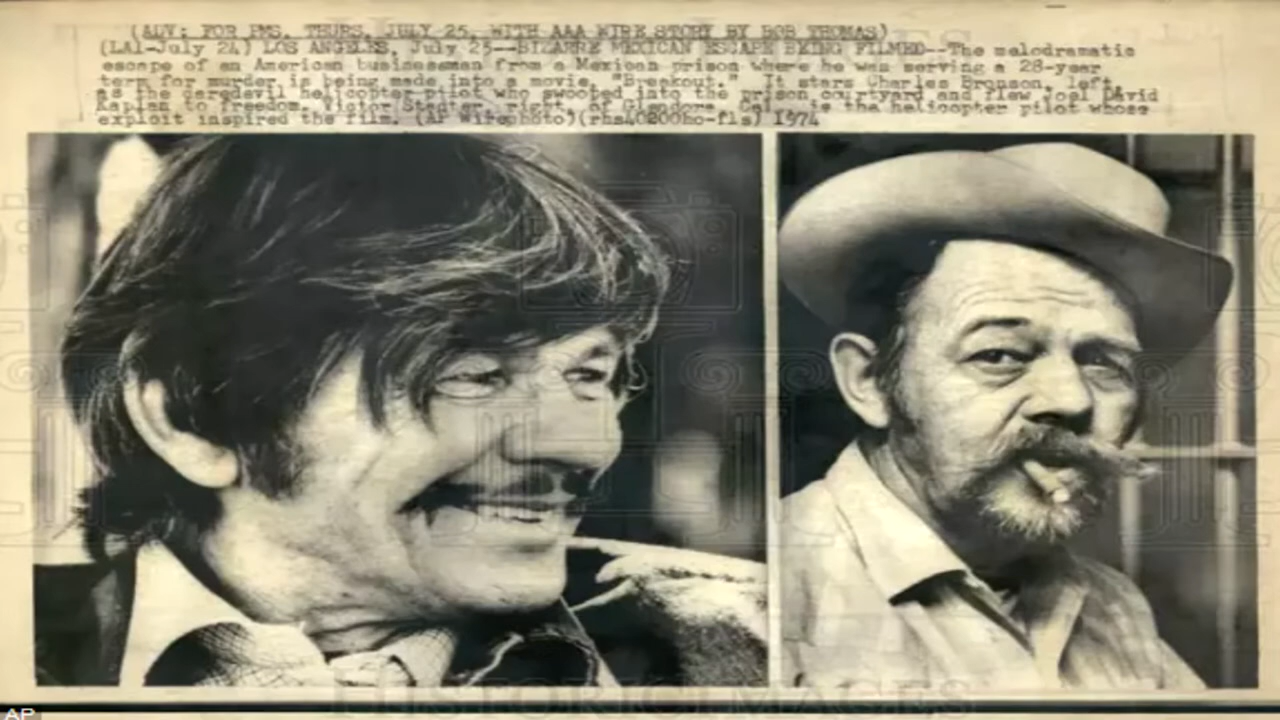 (ADV: FOR PMS, THURS, JULY 25, WITH AAA WIRE STORY BY BOB THOMAS)
(LA1-July 24) LOS ANGELES, July 25--BIZARRE MEXICAN ESCAPE BEING FILMED--The melodramatic
escape of an American businessman from a Mexican prison where he was serving a 28-year
term for murder is being made into a movie, "Breakout." It stars Charles Bronson, left,
as the daredevil helicopter pilot who swooped into the prison courtyard and flew Joel David
Kaplan to freedom. Victor Stadter, right, of Glendora, Cal., is the helicopter pilot whose
exploit inspired the film. (AP Wirephoto) (rhs40200ho-fls) 1974
HISTORIC IMAGES
AP